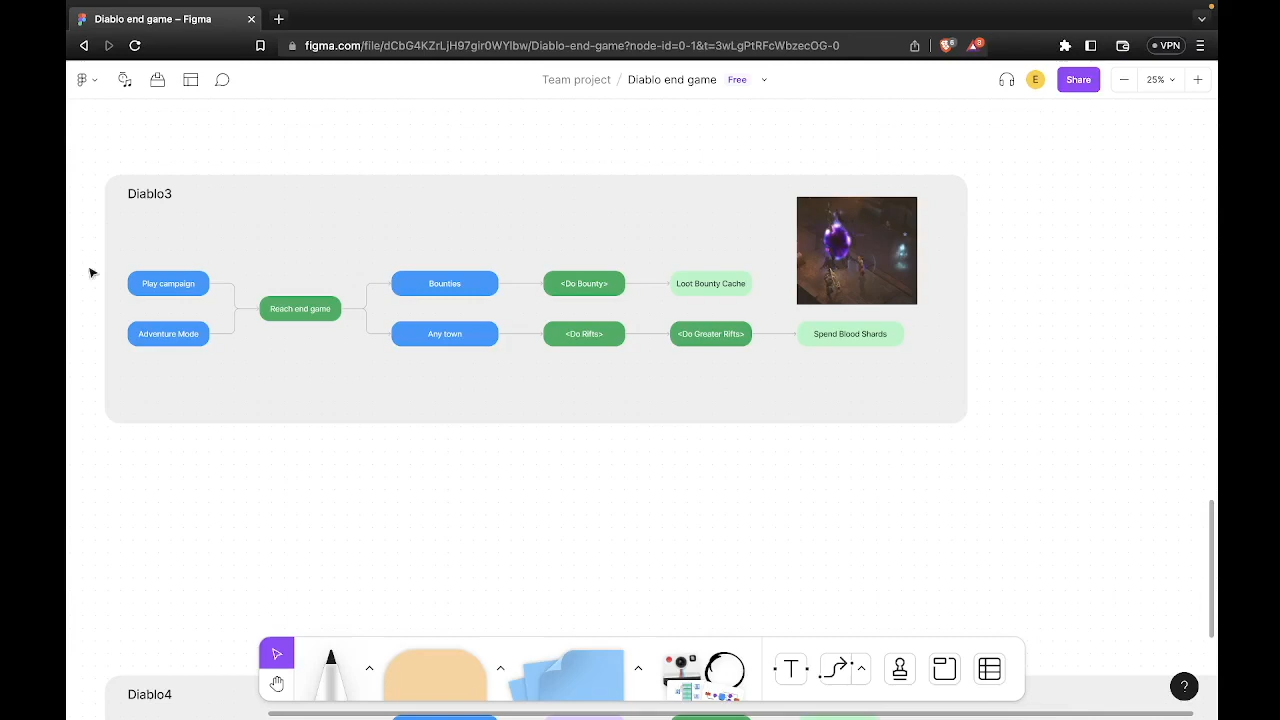 Diablo end game – Figma
figma.com/file/dCbG4KZrLjH97gir0WYlbw/Diablo-end-game?node-id=0-1&t=3wLgPtRFcWbzecOG-0
6
8
VPN
Team project / Diablo end game Free
E
Share
25%
Diablo3
Play campaign
Bounties
<Do Bounty>
Loot Bounty Cache
Reach end game
Adventure Mode
Any town
<Do Rifts>
<Do Greater Rifts>
Spend Blood Shards
T
?
Diablo4